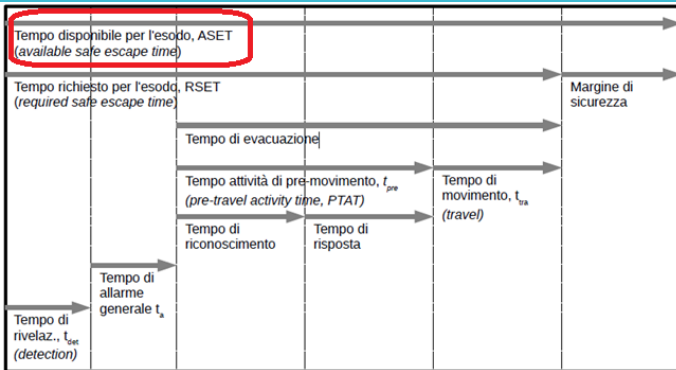 Tempo disponibile per l'esodo, ASET
(available safe escape time)
Tempo richiesto per l'esodo, RSET
(required safe escape time)
Margine di
sicurezza
Tempo di evacuazione
Tempo attività di pre-movimento, tpre
(pre-travel activity time, PTAT)
Tempo di
movimento, ttra
(travel)
Tempo di
riconoscimento
Tempo di
risposta
Tempo di
allarme
generale ta
Tempo di
rivelaz., tdet
(detection)